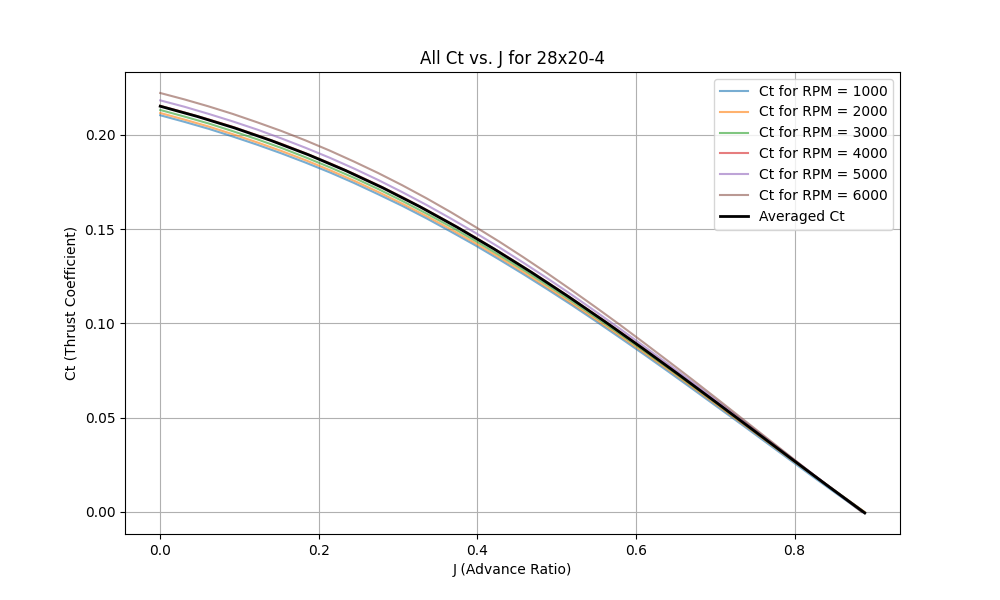 All Ct vs. J for 28x20-4
Ct for RPM = 1000
Ct for RPM = 2000
Ct for RPM = 3000
Ct for RPM = 4000
Ct for RPM = 5000
Ct for RPM = 6000
Averaged Ct
Ct (Thrust Coefficient)
0.20
0.15
0.10
0.05
0.00
0.0 0.2 0.4 0.6 0.8
J (Advance Ratio)